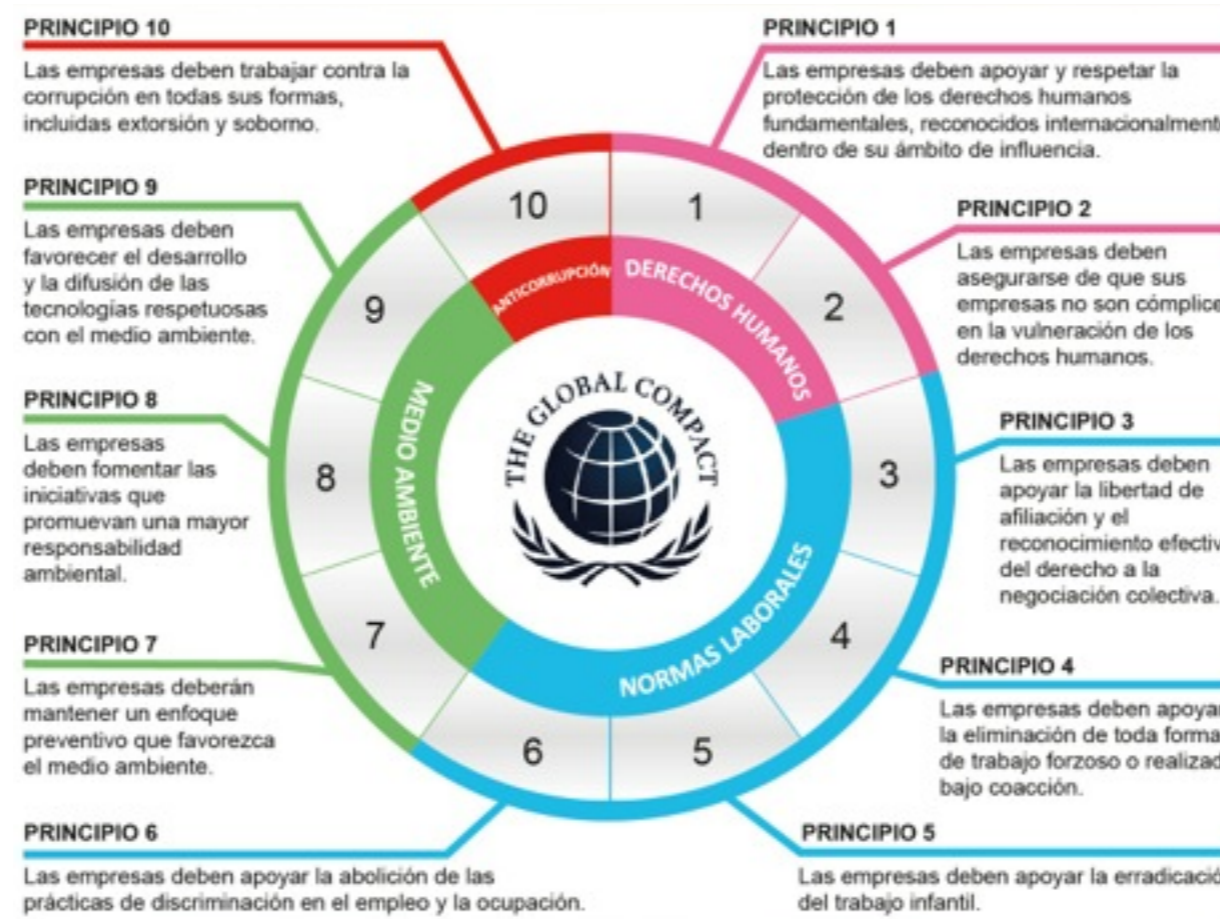 PRINCIPIO 10
Las empresas deben trabajar contra la
corrupción en todas sus formas,
incluidas extorsión y soborno.
PRINCIPIO 1
Las empresas deben apoyar y respetar la
protección de los derechos humanos
fundamentales, reconocidos internacionalment
dentro de su ámbito de influencia.
PRINCIPIO 9
Las empresas deben
favorecer el desarrollo
y la difusión de las
tecnologías respetuosas
con el medio ambiente.
PRINCIPIO 2
Las empresas deben
asegurarse de que sus
empresas no son cómplice
en la vulneración de los
derechos humanos.
PRINCIPIO 8
Las empresas
deben fomentar las
iniciativas que
promuevan una mayor
responsabilidad
ambiental.
PRINCIPIO 3
Las empresas deben
apoyar la libertad de
afiliación y el
reconocimiento efectiv
del derecho a la
negociación colectiva.
PRINCIPIO 7
Las empresas deberán
mantener un enfoque
preventivo que favorezca
el medio ambiente.
PRINCIPIO 4
Las empresas deben apoyar
la eliminación de toda forma
de trabajo forzoso o realizad
bajo coacción.
PRINCIPIO 6
Las empresas deben apoyar la abolición de las
prácticas de discriminación en el empleo y la ocupación.
PRINCIPIO 5
Las empresas deben apoyar la erradicació
del trabajo infantil.
10
1
2
3
4
5
6
7
8
9
ANTICORRUPCIÓN
DERECHOS HUMANOS
NORMAS LABORALES
MEDIO AMBIENTE
THE GLOBAL COMPACT